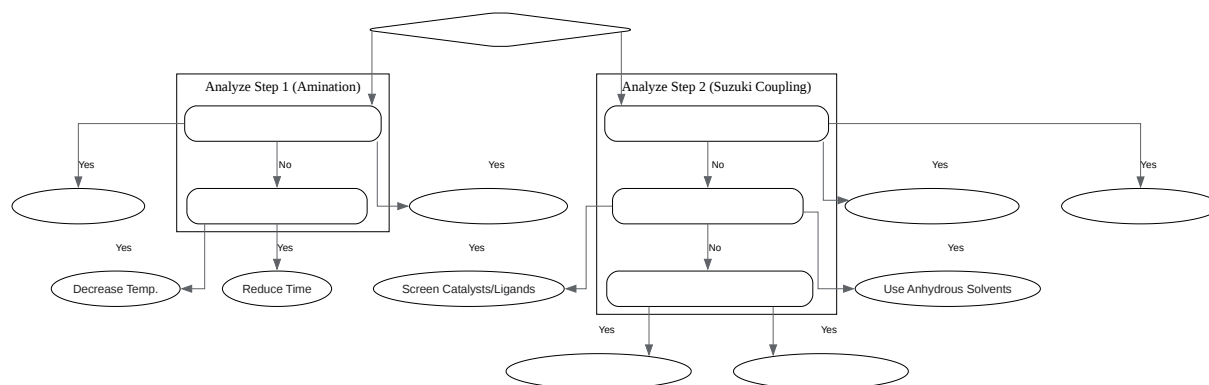 Analyze Step 1 (Amination)
Analyze Step 2 (Suzuki Coupling)
Yes
No
Yes
No
Yes
Yes
Yes
Yes
Yes
No
Yes
Decrease Temp.
Reduce Time
Screen Catalysts/Ligands
Use Anhydrous Solvents
Yes
Yes